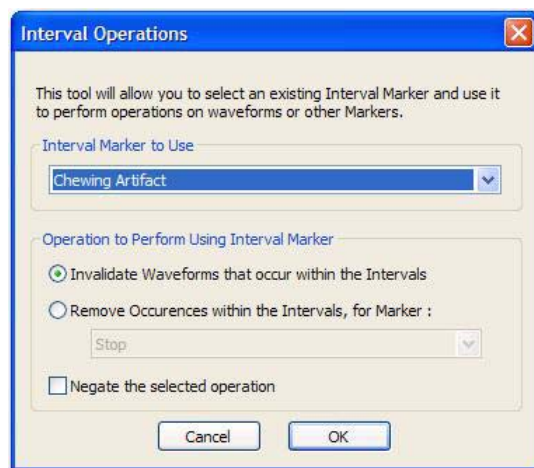 Interval Operations
This tool will allow you to select an existing Interval Marker and use it
to perform operations on waveforms or other Markers.
Interval Marker to Use
Chewing Artifact
Operation to Perform Using Interval Marker
Invalidate Waveforms that occur within the Intervals
Remove Occurences within the Intervals, for Marker :
Stop
Negate the selected operation
Cancel
OK